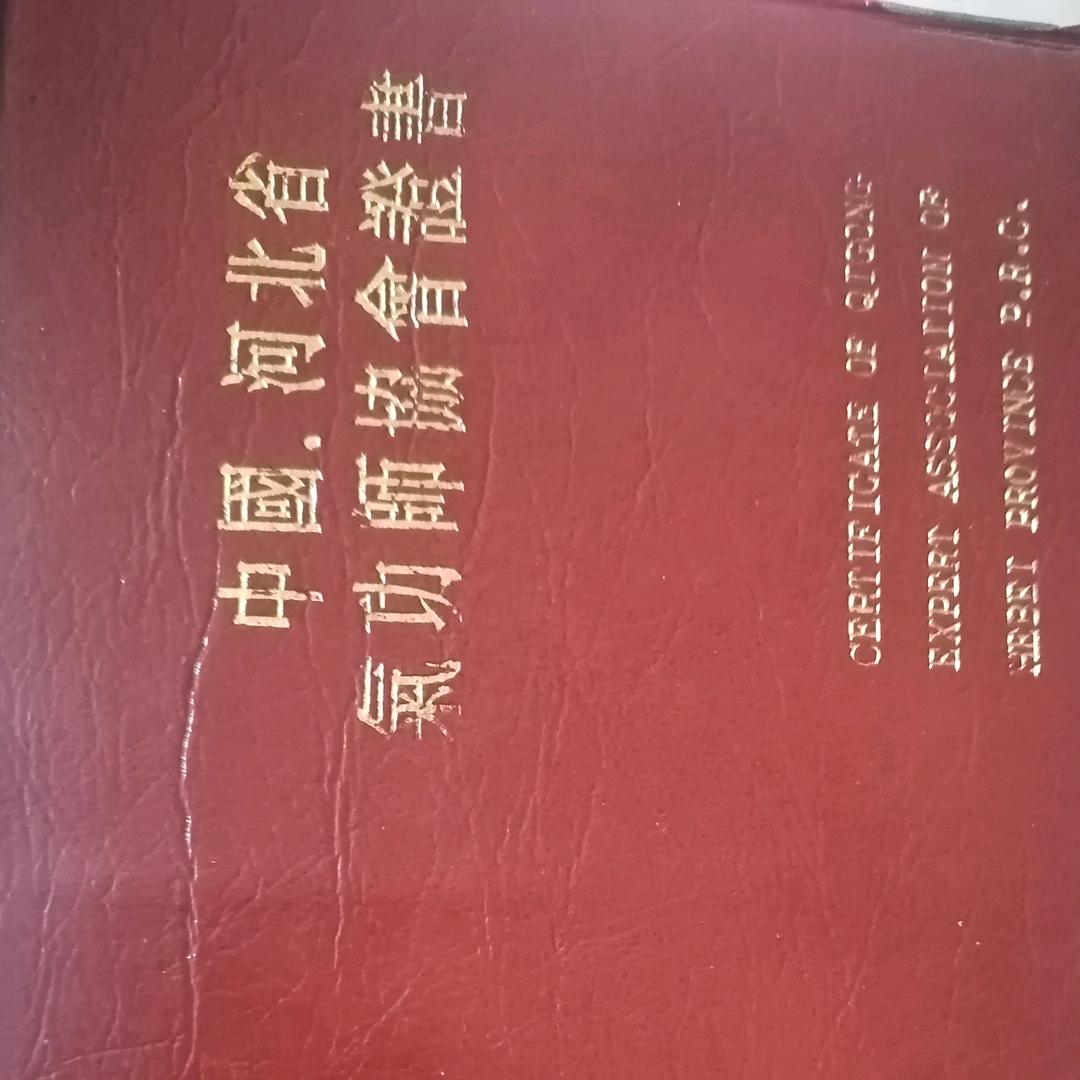 中國.河北省
氣功師協會證書
CERTIFICARE OF QIGONG
EXPERT ASSOCIATION OF
HEBEI PROVINCE P.R.C.